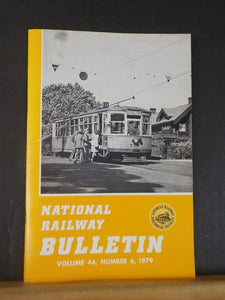 NATIONAL
RAILWAY
BULLETIN
VOLUME 44, NUMBER 6, 1979